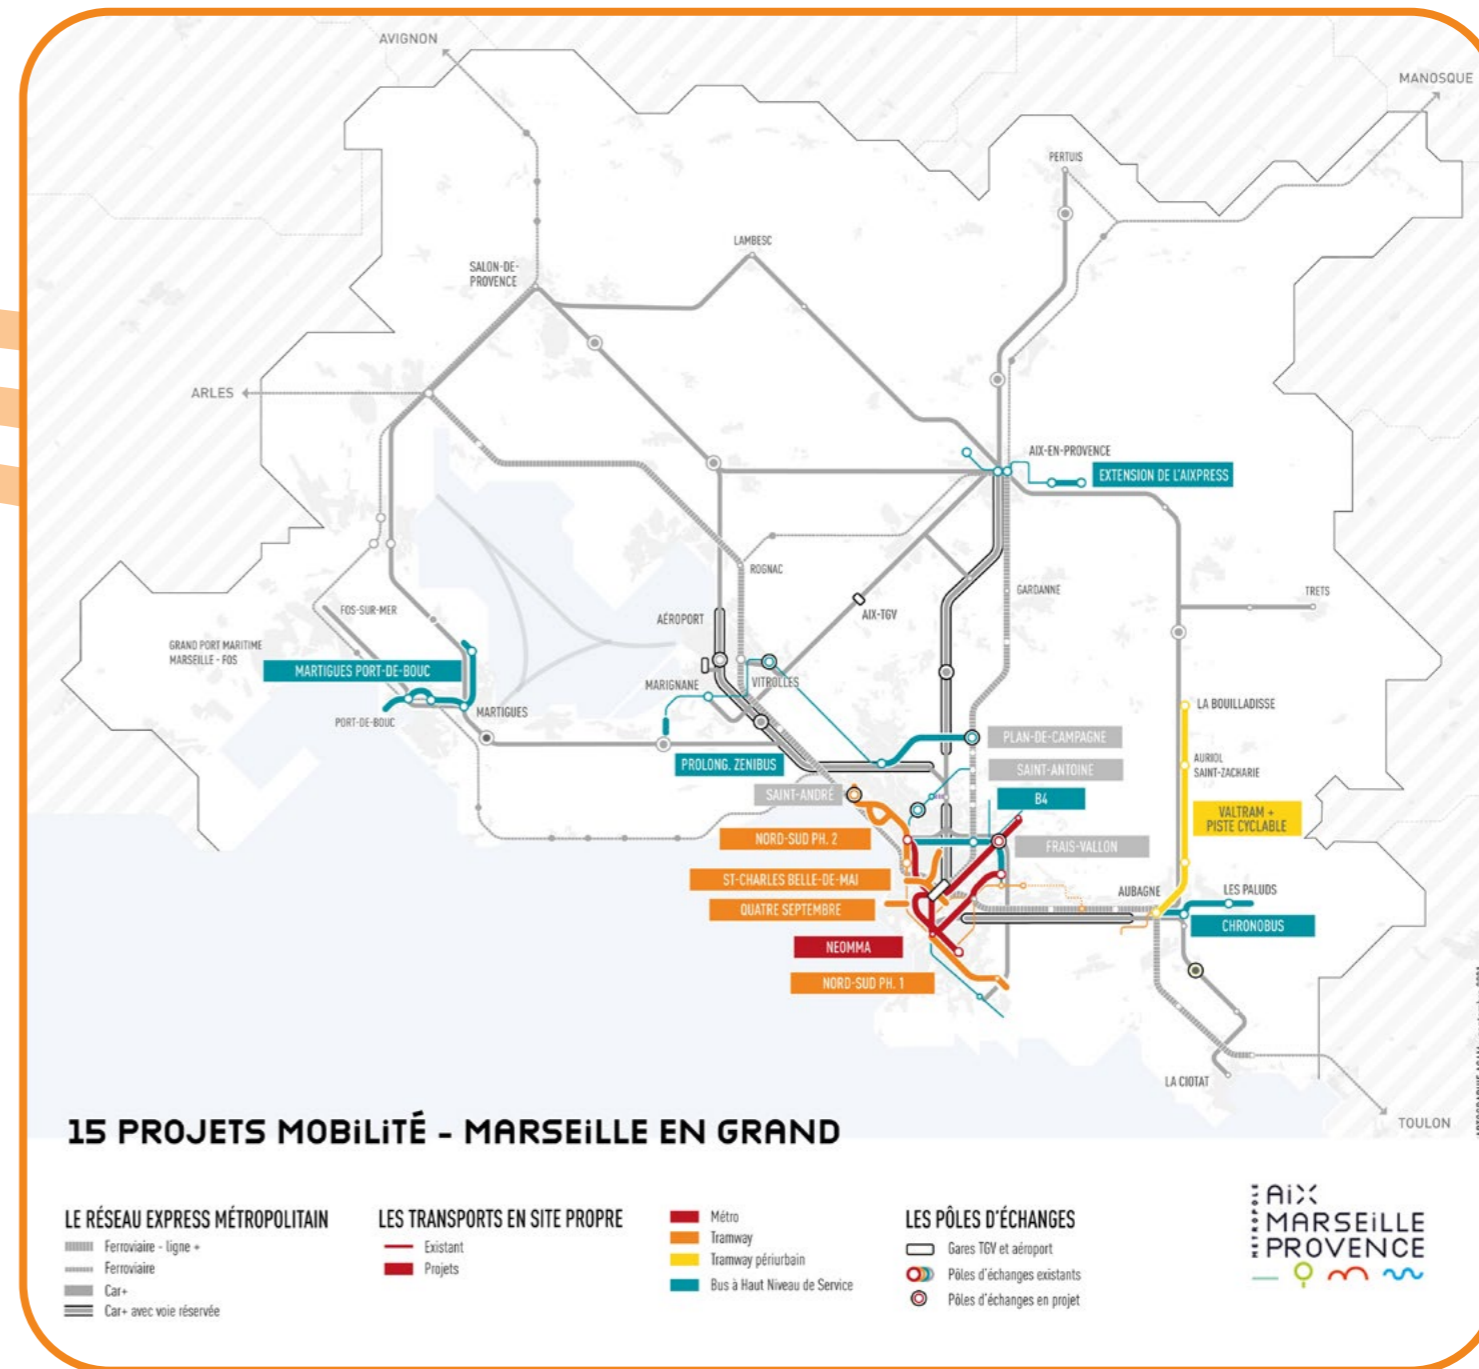 AVIGNON
MANOSQUE
PERTUIS
LAMBESC
SALON-DE-
PROVENCE
ARLES
AIX-EN-PROVENCE
EXTENSION DE L'AIXPRESS
ROGNAC
GARDANNE
TRETS
FOS-SUR-MER
AÉROPORT
AIX-TGV
GRAND PORT MARITIME
MARSEILLE - FOS
MARTIGUES PORT-DE-BOUC
MARIGNANE
VITROLLES
PORT-DE-BOUC
MARTIGUES
LA BOUILLADISSE
PLAN-DE-CAMPAGNE
AURIOL
SAINT-ZACHARIE
PROLONG. ZENIBUS
SAINT-ANTOINE
SAINT-ANDRÉ
B4
VALTRAM +
PISTE CYCLABLE
NORD-SUD PH. 2
FRAIS-VALLON
ST-CHARLES BELLE-DE-MAI
AUBAGNE
LES PALUDS
QUATRE SEPTEMBRE
CHRONOBUS
NEOMMA
NORD-SUD PH. 1
LA CIOTAT
TOULON
15 PROJETS MOBiLiTÉ - MARSEiLLE EN GRAND
LE RÉSEAU EXPRESS MÉTROPOLITAIN
Ferroviaire - ligne +
Ferroviaire
Car+
Car+ avec voie réservée
LES TRANSPORTS EN SITE PROPRE
Existant
Projets
Métro
Tramway
Tramway périurbain
Bus à Haut Niveau de Service
LES PÔLES D'ÉCHANGES
Gares TGV et aéroport
Pôles d'échanges existants
Pôles d'échanges en projet
MÉTROPOLE
AiX
MARSEiLLE
PROVENCE